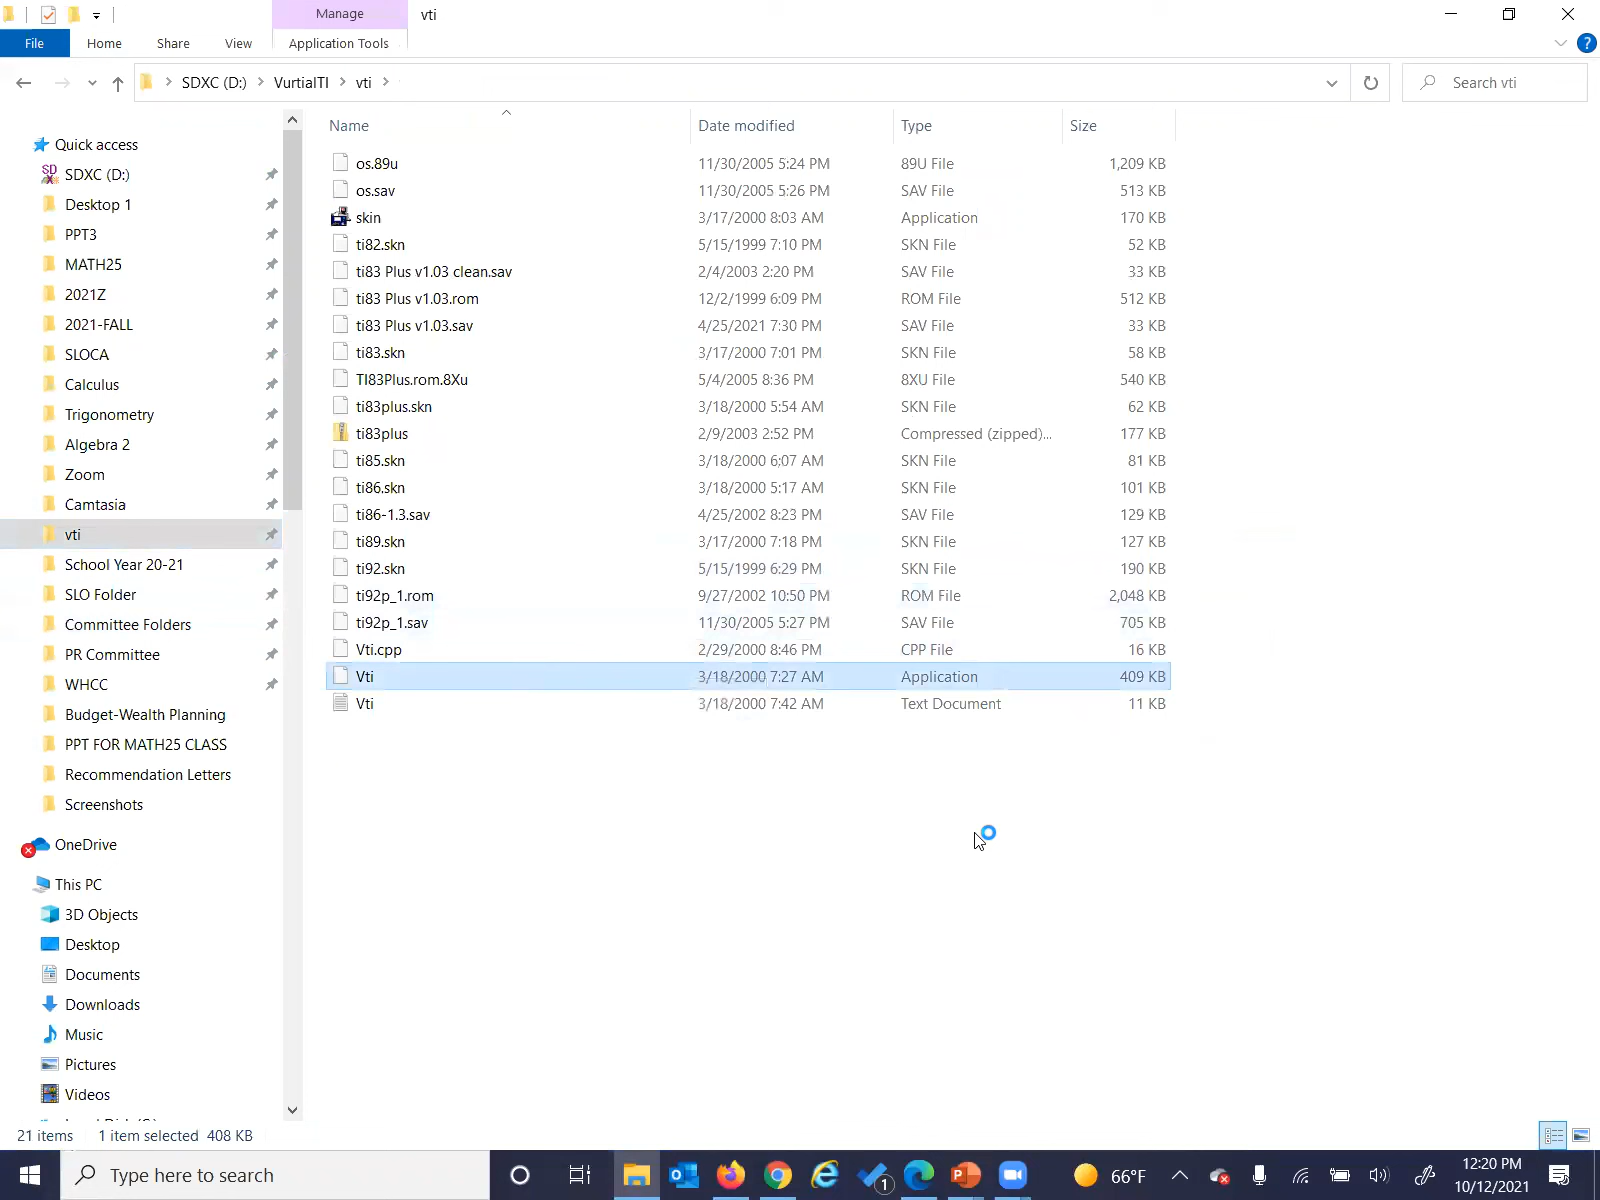 Manage
vti
File
Home
Share
View
Application Tools
?
SDXC (D:)
VurtialTI
vti
Search vti
Name
Date modified
Type
Size
Quick access
SDXC (D:)
Desktop 1
PPT3
MATH25
2021Z
2021-FALL
SLOCA
Calculus
Trigonometry
Algebra 2
Zoom
Camtasia
vti
School Year 20-21
SLO Folder
Committee Folders
PR Committee
WHCC
Budget-Wealth Planning
PPT FOR MATH25 CLASS
Recommendation Letters
Screenshots
OneDrive
This PC
3D Objects
Desktop
Documents
Downloads
Music
Pictures
Videos
os.89u 11/30/2005 5:24 PM 89U File 1,209 KB
os.sav 11/30/2005 5:26 PM SAV File 513 KB
skin 3/17/2000 8:03 AM Application 170 KB
ti82.skn 5/15/1999 7:10 PM SKN File 52 KB
ti83 Plus v1.03 clean.sav 2/4/2003 2:20 PM SAV File 33 KB
ti83 Plus v1.03.rom 12/2/1999 6:09 PM ROM File 512 KB
ti83 Plus v1.03.sav 4/25/2021 7:30 PM SAV File 33 KB
ti83.skn 3/17/2000 7:01 PM SKN File 58 KB
TI83Plus.rom.8Xu 5/4/2005 8:36 PM 8XU File 540 KB
ti83plus.skn 3/18/2000 5:54 AM SKN File 62 KB
ti83plus 2/9/2003 2:52 PM Compressed (zipped)... 177 KB
ti85.skn 3/18/2000 6:07 AM SKN File 81 KB
ti86.skn 3/18/2000 5:17 AM SKN File 101 KB
ti86-1.3.sav 4/25/2002 8:23 PM SAV File 129 KB
ti89.skn 3/17/2000 7:18 PM SKN File 127 KB
ti92.skn 5/15/1999 6:29 PM SKN File 190 KB
ti92p_1.rom 9/27/2002 10:50 PM ROM File 2,048 KB
ti92p_1.sav 11/30/2005 5:27 PM SAV File 705 KB
Vti.cpp 2/29/2000 8:46 PM CPP File 16 KB
Vti 3/18/2000 7:27 AM Application 409 KB
Vti 3/18/2000 7:42 AM Text Document 11 KB
21 items
1 item selected 408 KB
Type here to search
1
66°F
12:20 PM
10/12/2021